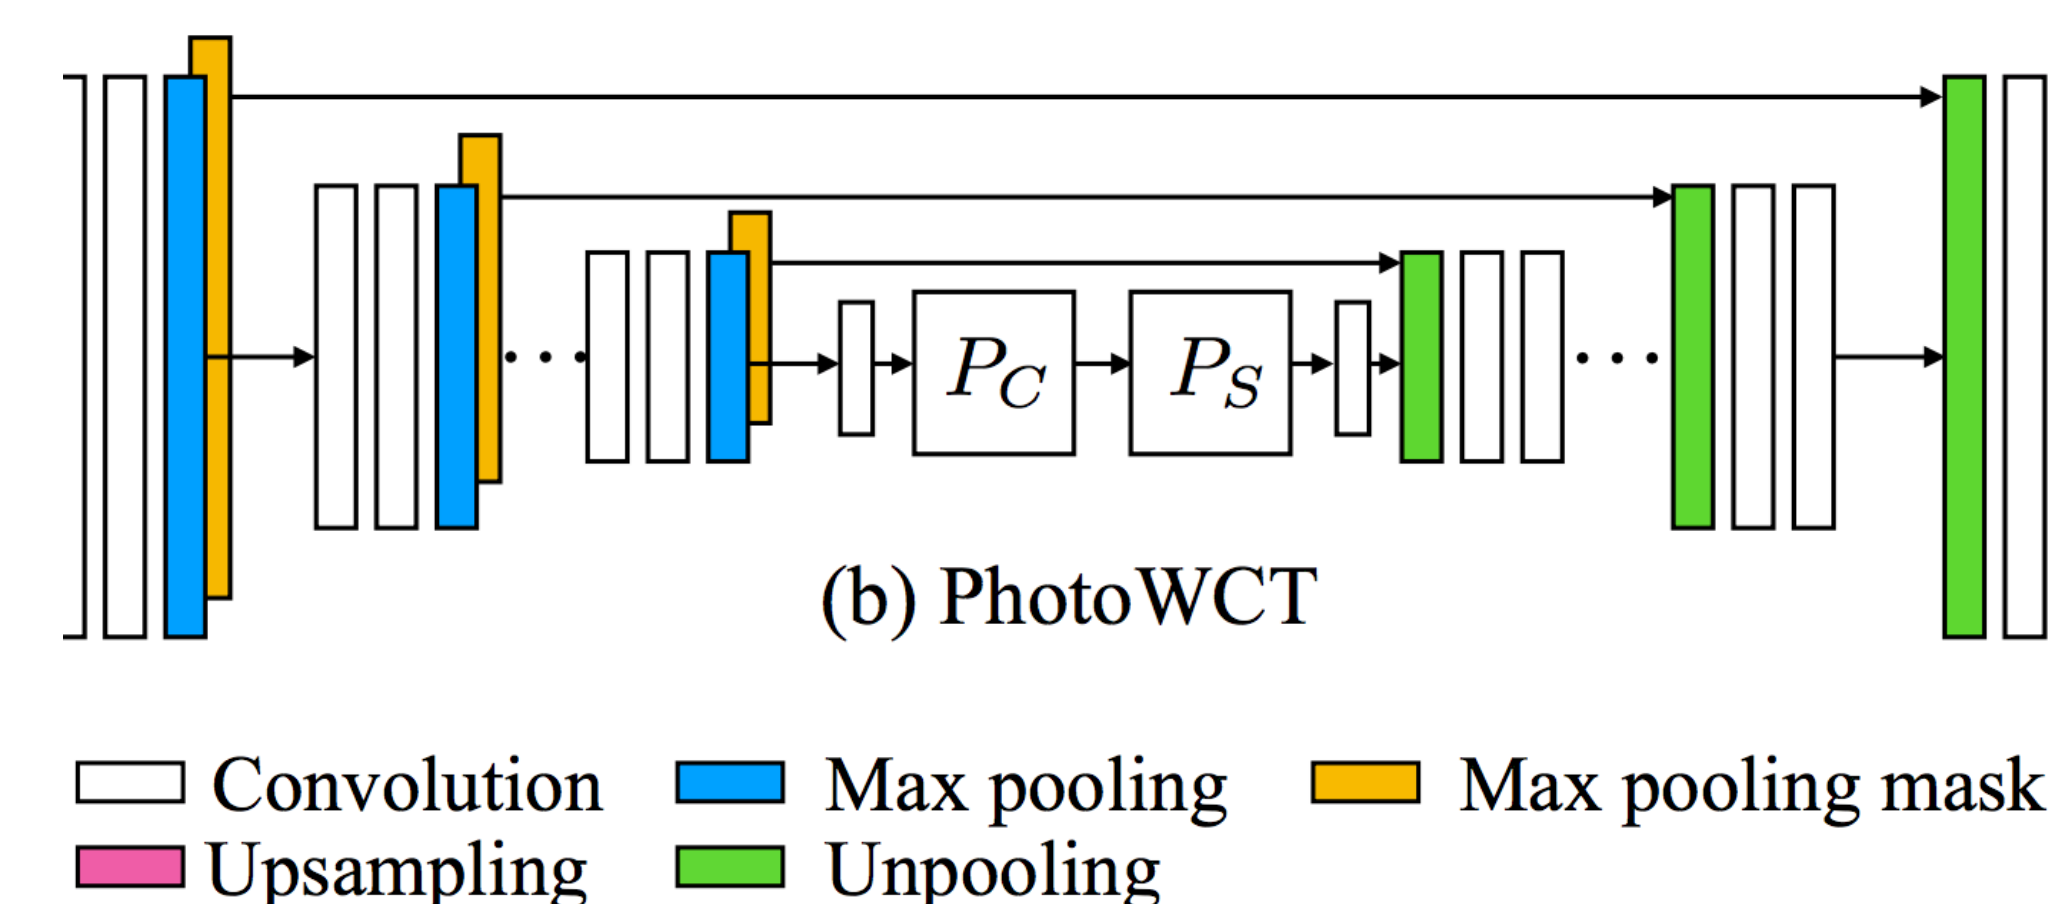 P_C P_S
(b) PhotoWCT
Convolution Max pooling Max pooling mask
Upsampling Unpooling